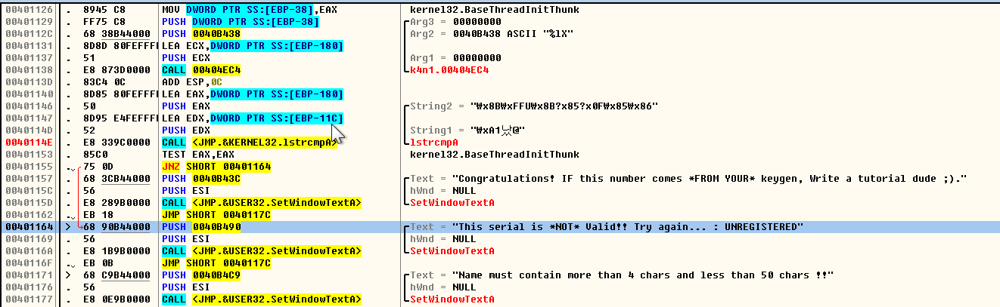 00401126 . 8945 C8 MOV DWORD PTR SS:[EBP-38],EAX kernel32.BaseThreadInitThunk
00401129 . FF75 C8 PUSH DWORD PTR SS:[EBP-38] Arg3 = 00000000
0040112C . 68 38B44000 PUSH 0040B438 Arg2 = 0040B438 ASCII "%lX"
00401131 . 8D8D 80FEFFFF LEA ECX,DWORD PTR SS:[EBP-180]
00401137 . 51 PUSH ECX Arg1 = 00000000
00401138 . E8 873D0000 CALL 00404EC4 k4n1.00404EC4
0040113D . 83C4 0C ADD ESP,0C
00401140 . 8D85 80FEFFFF LEA EAX,DWORD PTR SS:[EBP-180]
00401146 . 50 PUSH EAX String2 = "₩x8B₩xFFU₩x8B?x85?x0F₩x85₩x86"
00401147 . 8D95 E4FEFFFF LEA EDX,DWORD PTR SS:[EBP-11C]
0040114D . 52 PUSH EDX String1 = "₩xA1@"
0040114E . E8 339C0000 CALL <JMP.&KERNEL32.lstrcmpA> lstrcmpA
00401153 . 85C0 TEST EAX,EAX kernel32.BaseThreadInitThunk
00401155 . 75 0D JNZ SHORT 00401164
00401157 . 68 3CB44000 PUSH 0040B43C Text = "Congratulations! IF this number comes *FROM YOUR* keygen, Write a tutorial dude ;)."
0040115C . 56 PUSH ESI hWnd = NULL
0040115D . E8 289B0000 CALL <JMP.&USER32.SetWindowTextA> SetWindowTextA
00401162 . EB 18 JMP SHORT 0040117C
00401164 > 68 90B44000 PUSH 0040B490 Text = "This serial is *NOT* Valid!! Try again... : UNREGISTERED"
00401169 . 56 PUSH ESI hWnd = NULL
0040116A . E8 1B9B0000 CALL <JMP.&USER32.SetWindowTextA> SetWindowTextA
0040116F . EB 0B JMP SHORT 0040117C
00401171 > 68 C9B44000 PUSH 0040B4C9 Text = "Name must contain more than 4 chars and less than 50 chars !!"
00401176 . 56 PUSH ESI hWnd = NULL
00401177 . E8 0E9B0000 CALL <JMP.&USER32.SetWindowTextA> SetWindowTextA